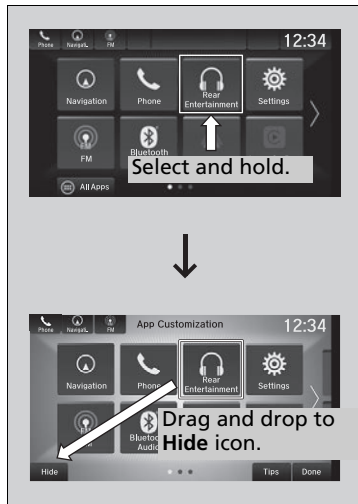 Phone Navigati.. FM 12:34
Navigation Phone Rear Entertainment Settings
FM Bluetooth
Select and hold.
All Apps
Phone Navigati.. FM App Customization 12:34
Navigation Phone Rear Entertainment Settings
Bluetooth Audio
Drag and drop to
Hide icon.
Hide Tips Done